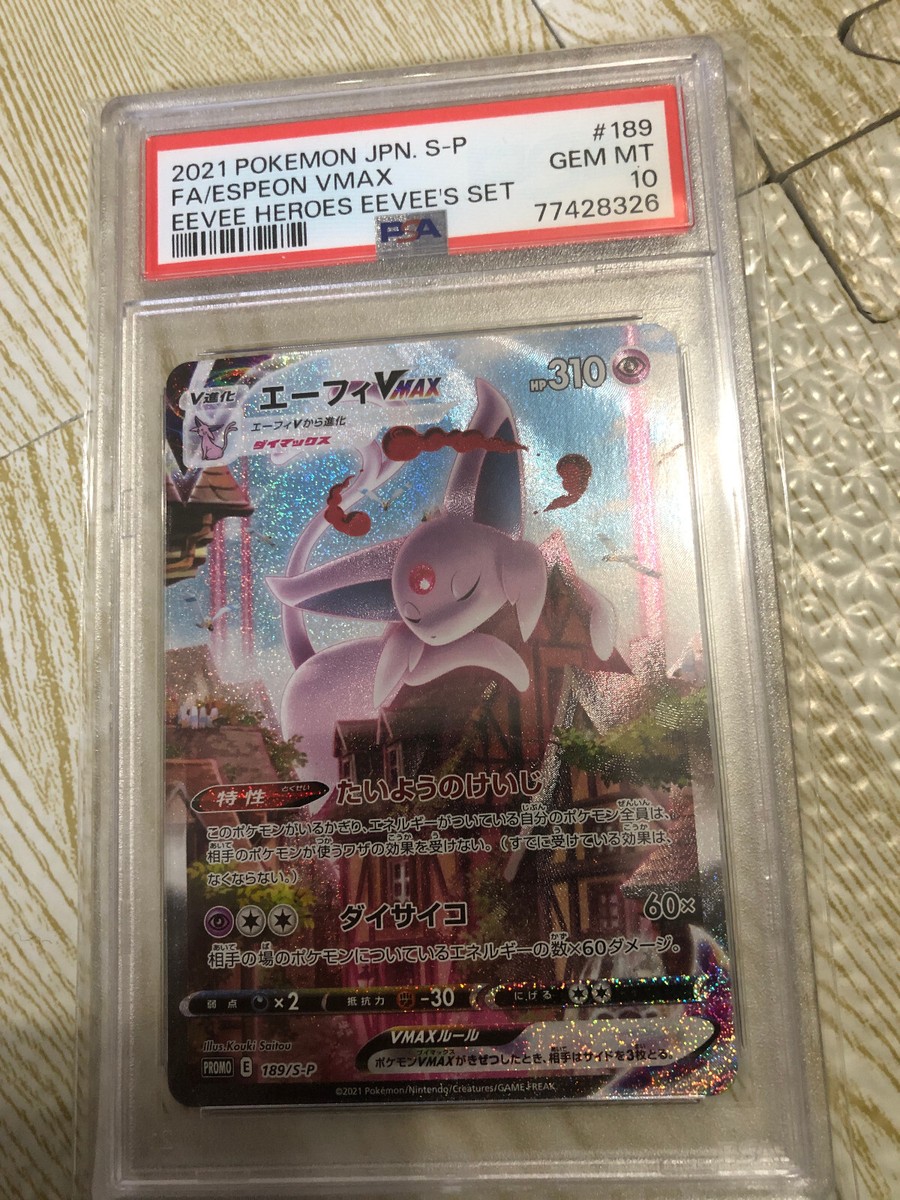 2021 POKEMON JPN. S-P
#189
FA/ESPEON VMAX
GEM MT
EEVEE HEROES EEVEE'S SET
10
77428326
PSA
V進化
エーフィVMAX
HP310
エーフィVから進化
ダイマックス
特性
とくせい
たいようのけいじ
このポケモンがいるかぎり、エネルギーがついている自分のポケモン全員は、
相手のポケモンが使うワザの効果を受けない。（すでに受けている効果は、
なくならない。）
ダイサイコ
60×
相手の場のポケモンについているエネルギーの数×60ダメージ。
弱点
×2
抵抗力
-30
にげる
Illus. Kouki Saitou
VMAXルール
ポケモンVMAXがきぜつしたとき、相手はサイドを3枚とる。
PROMO E 189/S-P
©2021 Pokémon/Nintendo/Creatures/GAME FREAK.